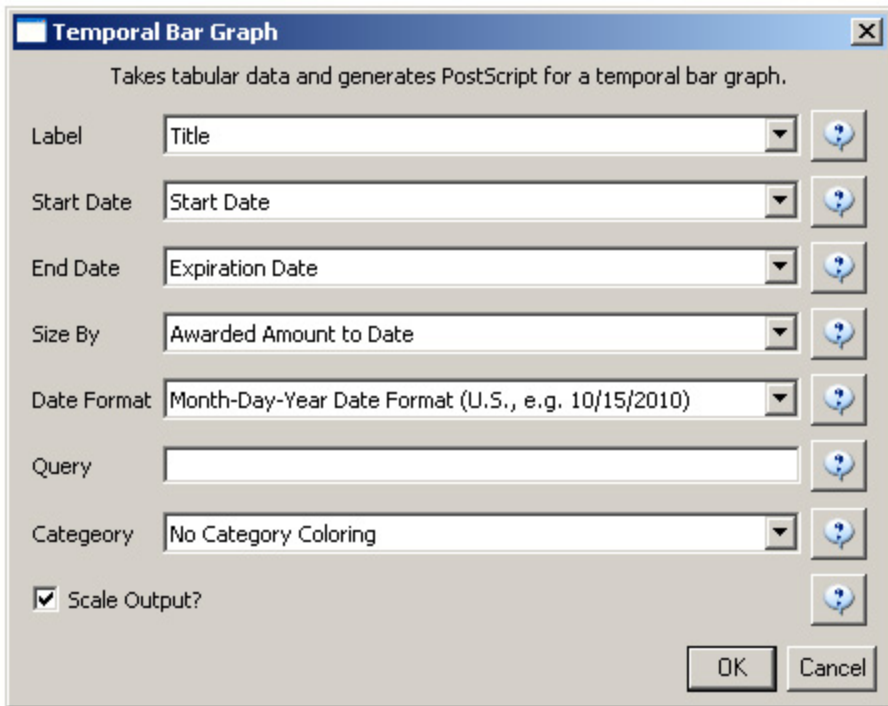 Temporal Bar Graph
Takes tabular data and generates PostScript for a temporal bar graph.
Label Title
Start Date Start Date
End Date Expiration Date
Size By Awarded Amount to Date
Date Format Month-Day-Year Date Format (U.S., e.g. 10/15/2010)
Query
Categeory No Category Coloring
Scale Output?
OK Cancel